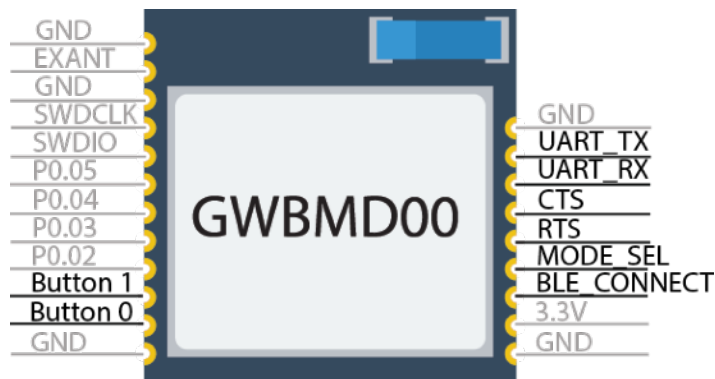 GND
EXANT
GND
SWDCLK
SWDIO
P0.05
P0.04
P0.03
P0.02
Button 1
Button 0
GND
GWBMD00
GND
UART_TX
UART_RX
CTS
RTS
MODE_SEL
BLE_CONNECT
3.3V
GND